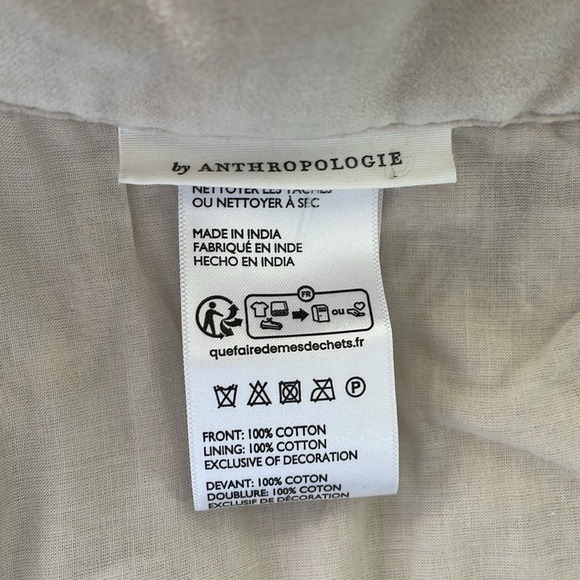 by ANTHROPOLOGIE
NETTOYER LES TACHES
OU NETTOYER À SEC
MADE IN INDIA
FABRIQUÉ EN INDE
HECHO EN INDIA
FR
OU
quefairedemesdechets.fr
P
FRONT: 100% COTTON
LINING: 100% COTTON
EXCLUSIVE OF DECORATION
DEVANT: 100% COTON
DOUBLURE: 100% COTON
EXCLUSIF DE DÉCORATION